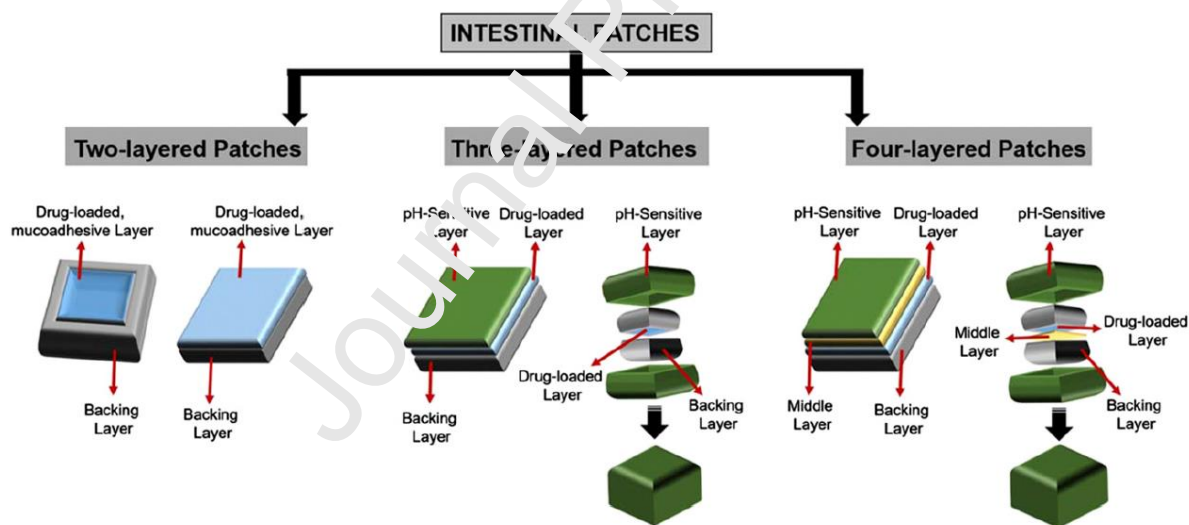 INTESTINAL PATCHES
Two-layered Patches
Three-layered Patches
Four-layered Patches
Drug-loaded,
mucoadhesive Layer
Drug-loaded,
mucoadhesive Layer
Backing
Layer
Backing
Layer
pH-Sensitive
Layer
Drug-loaded
Layer
pH-Sensitive
Layer
Drug-loaded
Layer
Backing
Layer
Backing
Layer
pH-Sensitive
Layer
Drug-loaded
Layer
pH-Sensitive
Layer
Middle
Layer
Drug-loaded
Layer
Middle
Layer
Backing
Layer
Backing
Layer
Journal